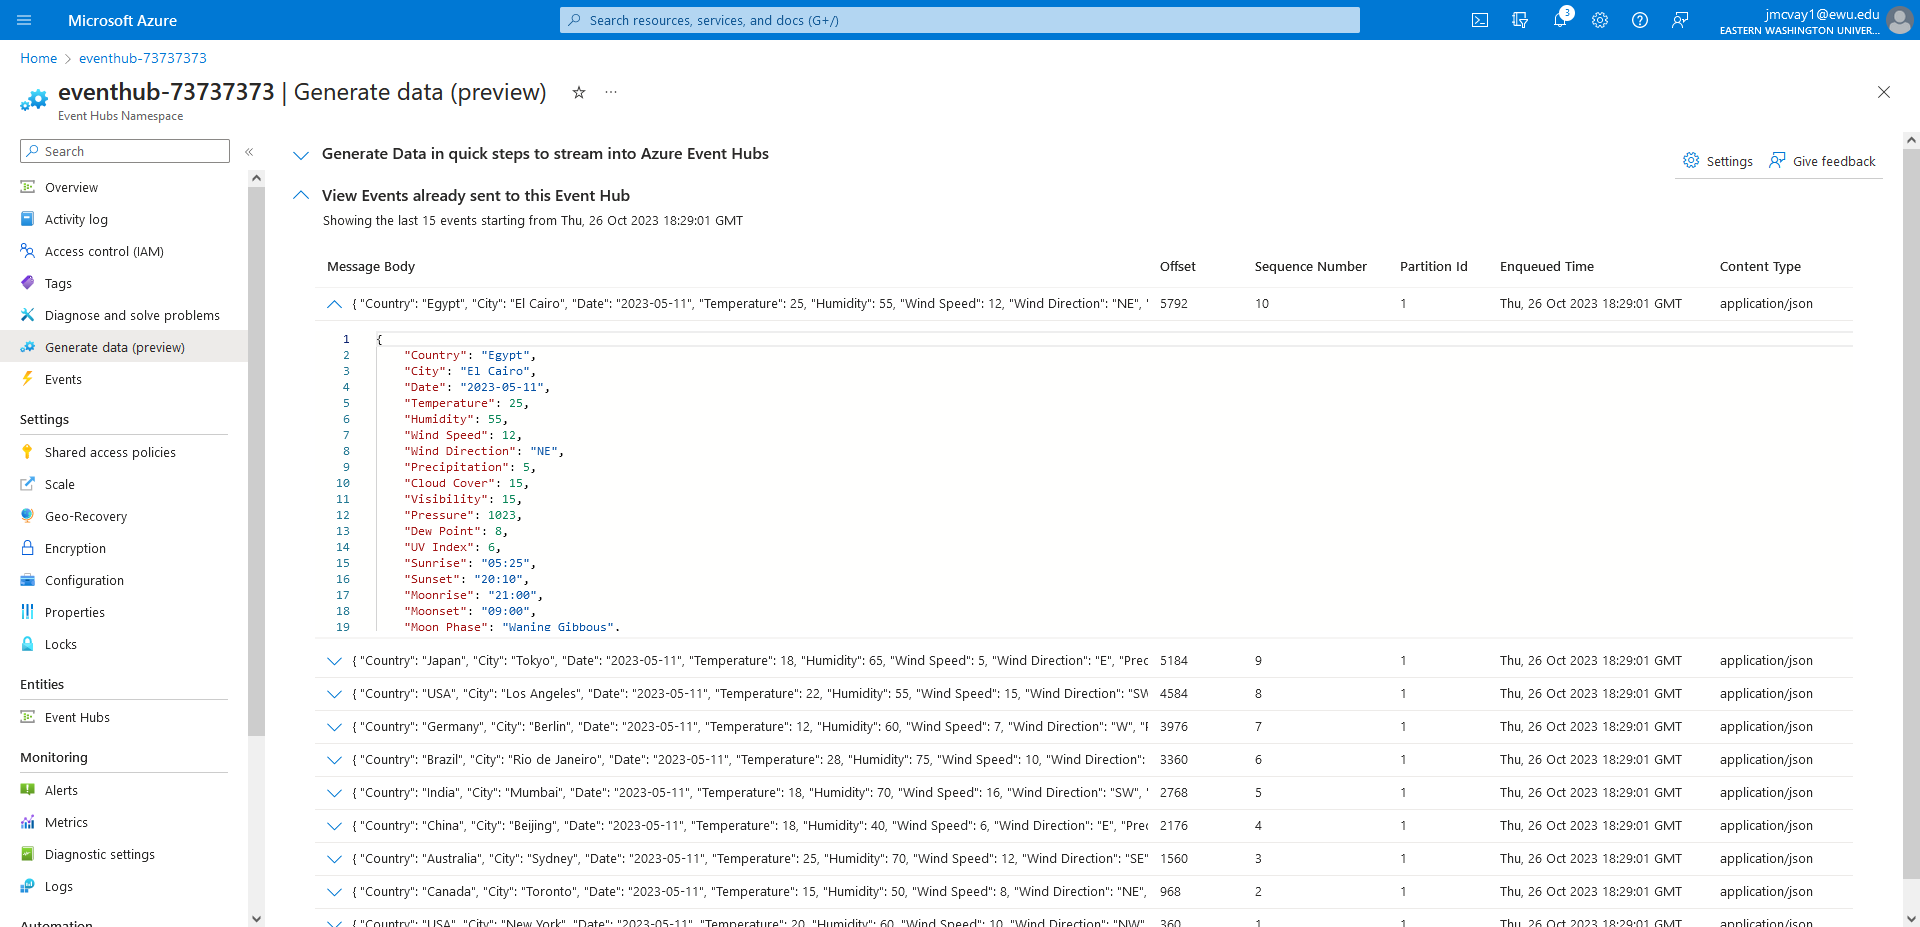 Microsoft Azure
Search resources, services, and docs (G+/)
3
jmcvay1@ewu.edu
EASTERN WASHINGTON UNIVER...
Home > eventhub-73737373
eventhub-73737373 | Generate data (preview)
Event Hubs Namespace
Search
Overview
Activity log
Access control (IAM)
Tags
Diagnose and solve problems
Generate data (preview)
Events
Settings
Shared access policies
Scale
Geo-Recovery
Encryption
Configuration
Properties
Locks
Entities
Event Hubs
Monitoring
Alerts
Metrics
Diagnostic settings
Logs
Automation
Generate Data in quick steps to stream into Azure Event Hubs
Settings Give feedback
View Events already sent to this Event Hub
Showing the last 15 events starting from Thu, 26 Oct 2023 18:29:01 GMT
Message Body Offset Sequence Number Partition Id Enqueued Time Content Type
{ "Country": "Egypt", "City": "El Cairo", "Date": "2023-05-11", "Temperature": 25, "Humidity": 55, "Wind Speed": 12, "Wind Direction": "NE", " 5792 10 1 Thu, 26 Oct 2023 18:29:01 GMT application/json
1 {
2 "Country": "Egypt",
3 "City": "El Cairo",
4 "Date": "2023-05-11",
5 "Temperature": 25,
6 "Humidity": 55,
7 "Wind Speed": 12,
8 "Wind Direction": "NE",
9 "Precipitation": 5,
10 "Cloud Cover": 15,
11 "Visibility": 15,
12 "Pressure": 1023,
13 "Dew Point": 8,
14 "UV Index": 6,
15 "Sunrise": "05:25",
16 "Sunset": "20:10",
17 "Moonrise": "21:00",
18 "Moonset": "09:00",
19 "Moon Phase": "Waning Gibbous",
{ "Country": "Japan", "City": "Tokyo", "Date": "2023-05-11", "Temperature": 18, "Humidity": 65, "Wind Speed": 5, "Wind Direction": "E", "Prec 5184 9 1 Thu, 26 Oct 2023 18:29:01 GMT application/json
{ "Country": "USA", "City": "Los Angeles", "Date": "2023-05-11", "Temperature": 22, "Humidity": 55, "Wind Speed": 15, "Wind Direction": "SW 4584 8 1 Thu, 26 Oct 2023 18:29:01 GMT application/json
{ "Country": "Germany", "City": "Berlin", "Date": "2023-05-11", "Temperature": 12, "Humidity": 60, "Wind Speed": 7, "Wind Direction": "W", "P 3976 7 1 Thu, 26 Oct 2023 18:29:01 GMT application/json
{ "Country": "Brazil", "City": "Rio de Janeiro", "Date": "2023-05-11", "Temperature": 28, "Humidity": 75, "Wind Speed": 10, "Wind Direction": 3360 6 1 Thu, 26 Oct 2023 18:29:01 GMT application/json
{ "Country": "India", "City": "Mumbai", "Date": "2023-05-11", "Temperature": 18, "Humidity": 70, "Wind Speed": 16, "Wind Direction": "SW", " 2768 5 1 Thu, 26 Oct 2023 18:29:01 GMT application/json
{ "Country": "China", "City": "Beijing", "Date": "2023-05-11", "Temperature": 18, "Humidity": 40, "Wind Speed": 6, "Wind Direction": "E", "Prec 2176 4 1 Thu, 26 Oct 2023 18:29:01 GMT application/json
{ "Country": "Australia", "City": "Sydney", "Date": "2023-05-11", "Temperature": 25, "Humidity": 70, "Wind Speed": 12, "Wind Direction": "SE" 1560 3 1 Thu, 26 Oct 2023 18:29:01 GMT application/json
{ "Country": "Canada", "City": "Toronto", "Date": "2023-05-11", "Temperature": 15, "Humidity": 50, "Wind Speed": 8, "Wind Direction": "NE", 968 2 1 Thu, 26 Oct 2023 18:29:01 GMT application/json
{ "Country": "USA", "City": "New York", "Date": "2023-05-11", "Temperature": 20, "Humidity": 60, "Wind Speed": 10, "Wind Direction": "NW", 360 1 1 Thu, 26 Oct 2023 18:29:01 GMT application/json